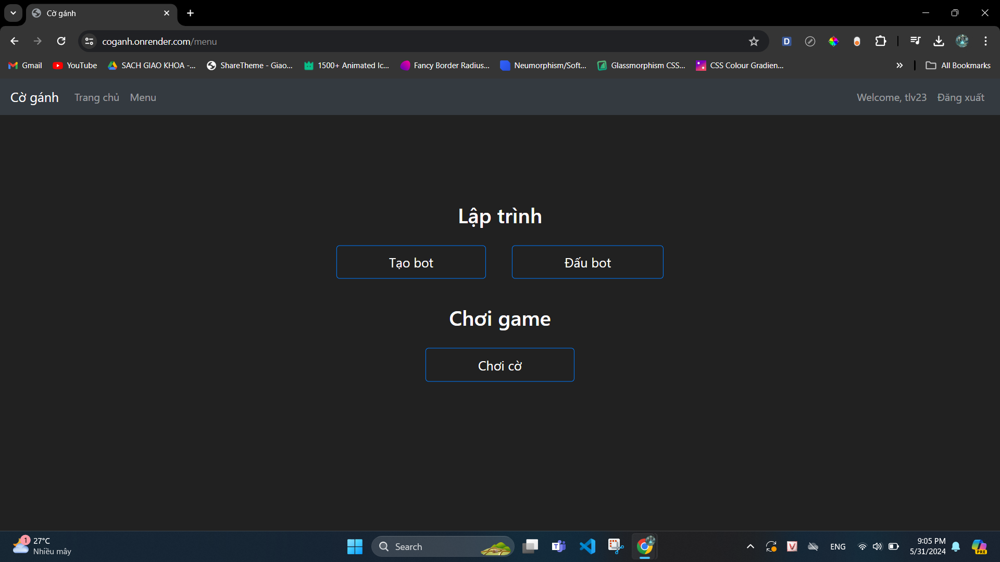 Cờ gánh
coganh.onrender.com/menu
Gmail YouTube SACH GIAO KHOA -... ShareTheme - Giao... 1500+ Animated Ic... Fancy Border Radius... Neumorphism/Soft... Glassmorphism CSS... CSS Colour Gradien... All Bookmarks
Cờ gánh Trang chủ Menu Welcome, tlv23 Đăng xuất
Lập trình
Tạo bot Đấu bot
Chơi game
Chơi cờ
1 27°C
Nhiều mây
Search
ENG
9:05 PM
5/31/2024
PRE